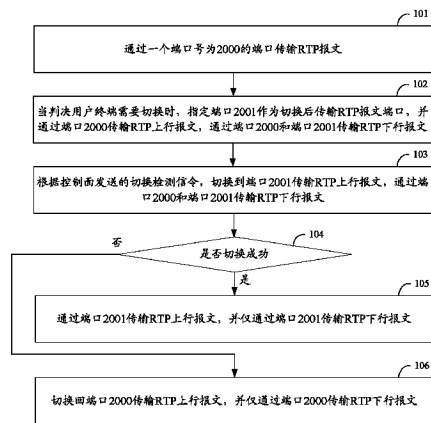 101
通过一个端口号为2000的端口传输RTP报文
102
当判决用户终端需要切换时，指定端口2001作为切换后传输RTP报文端口，并
通过端口2000传输RTP上行报文，通过端口2000和端口2001传输RTP下行报文
103
根据控制面发送的切换检测信令，切换到端口2001传输RTP上行报文，通过端
口2000和端口2001传输RTP下行报文
104
否
是否切换成功
是
105
通过端口2001传输RTP上行报文，并仅通过端口2001传输RTP下行报文
106
切换回端口2000传输RTP上行报文，并仅通过端口2000传输RTP下行报文